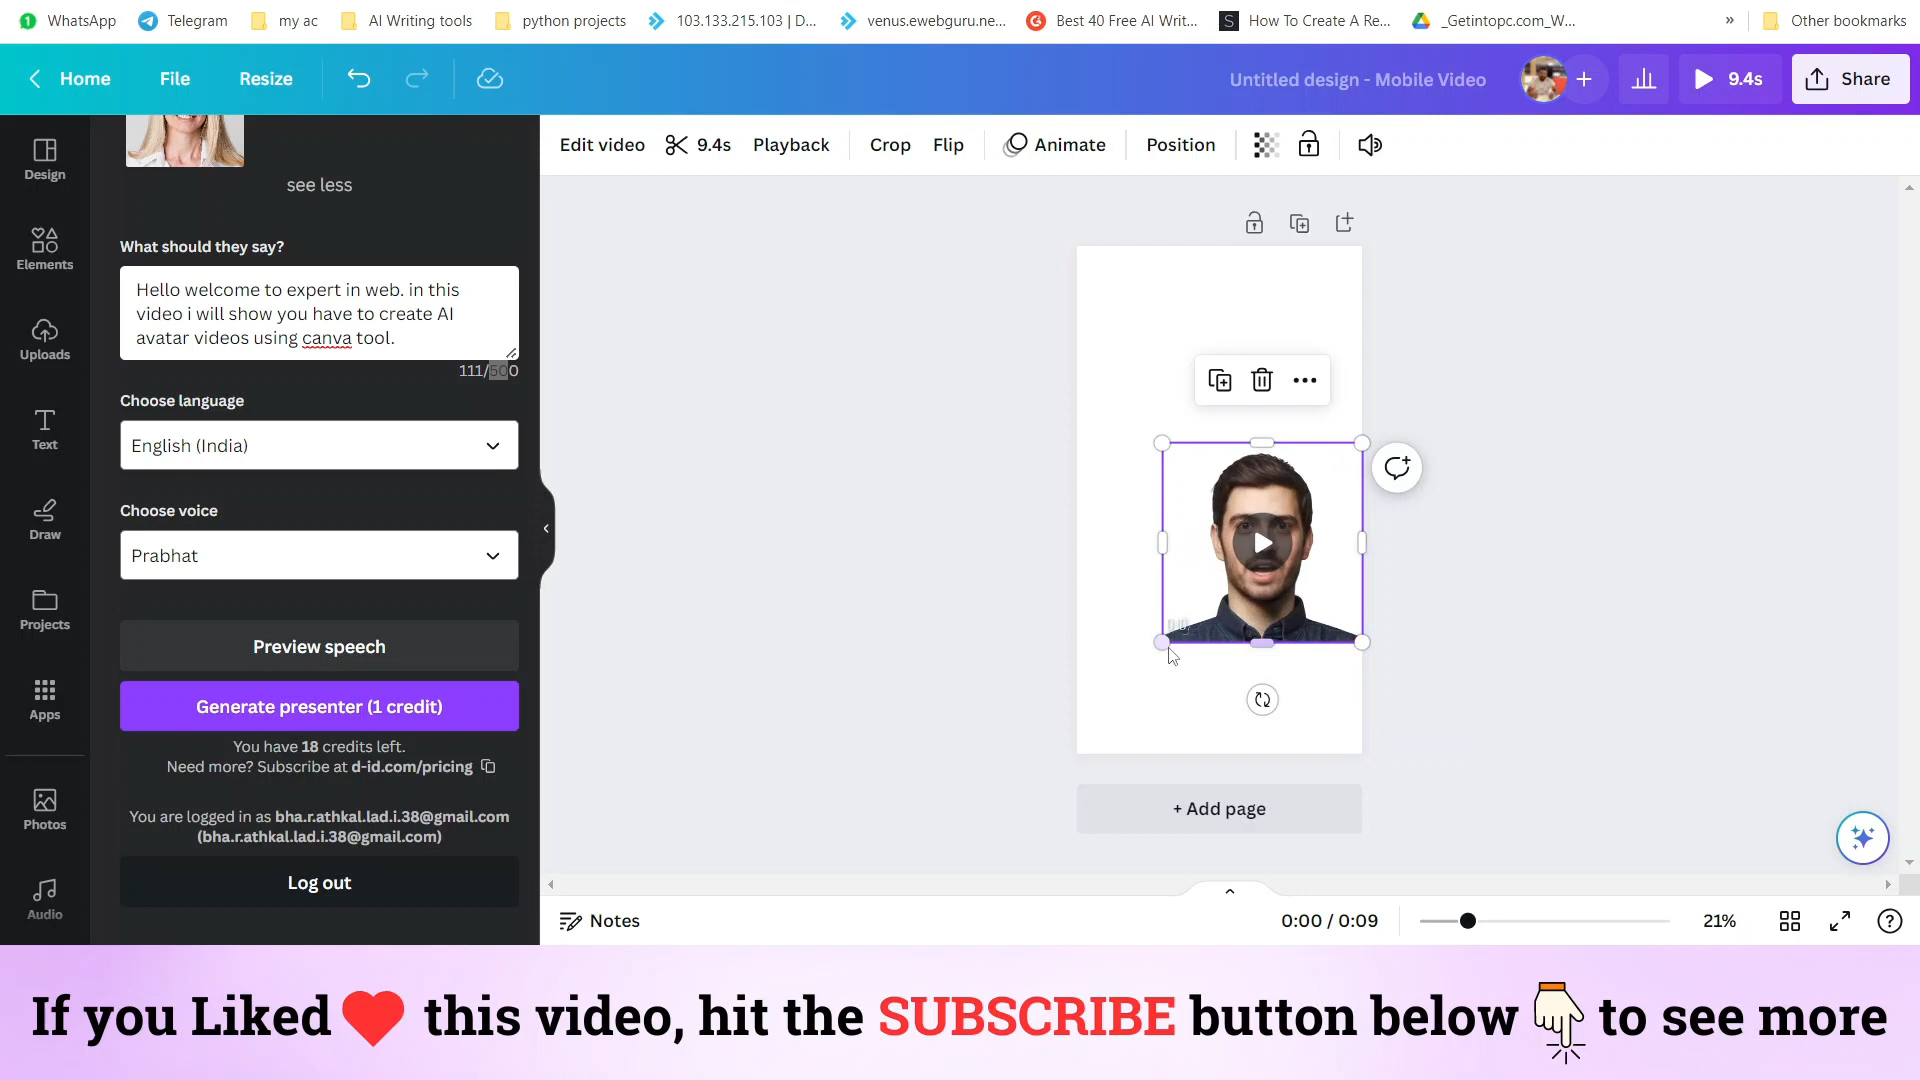 WhatsApp
Telegram
my ac
AI Writing tools
python projects
103.133.215.103 | D...
venus.ewebguru.ne...
Best 40 Free AI Writ...
How To Create A Re...
_Getintopc.com_W...
»
Other bookmarks
Home
File
Resize
Untitled design - Mobile Video
9.4s
Share
Edit video
9.4s
Playback
Crop
Flip
Animate
Position
Design
Elements
Uploads
Text
Draw
Projects
Apps
Photos
Audio
see less
What should they say?
Hello welcome to expert in web. in this
video i will show you have to create AI
avatar videos using canva tool.
111/500
Choose language
English (India)
Choose voice
Prabhat
Preview speech
Generate presenter (1 credit)
You have 18 credits left.
Need more? Subscribe at d-id.com/pricing
You are logged in as bha.r.athkal.lad.i.38@gmail.com
(bha.r.athkal.lad.i.38@gmail.com)
Log out
+ Add page
Notes
0:00 / 0:09
21%
If you Liked this video, hit the SUBSCRIBE button below to see more